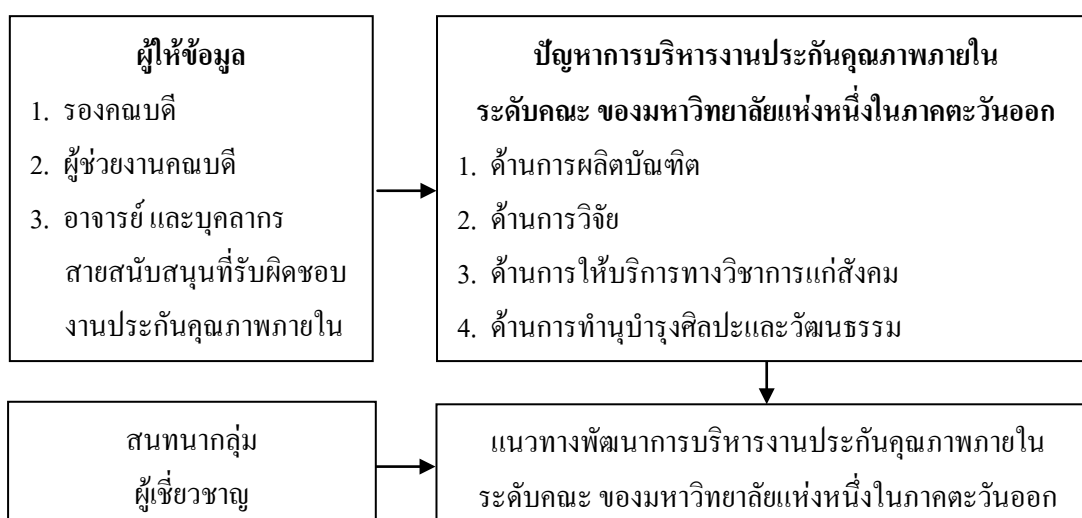 ผู้ให้ข้อมูล
1. รองคณบดี
2. ผู้ช่วยงานคณบดี
3. อาจารย์ และบุคลากร
สายสนับสนุนที่รับผิดชอบ
งานประกันคุณภาพภายใน
ปัญหาการบริหารงานประกันคุณภาพภายใน
ระดับคณะ ของมหาวิทยาลัยแห่งหนึ่งในภาคตะวันออก
1. ด้านการผลิตบัณฑิต
2. ด้านการวิจัย
3. ด้านการให้บริการทางวิชาการแก่สังคม
4. ด้านการทำนุบำรุงศิลปะและวัฒนธรรม
สนทนากลุ่ม
ผู้เชี่ยวชาญ
แนวทางพัฒนาการบริหารงานประกันคุณภาพภายใน
ระดับคณะ ของมหาวิทยาลัยแห่งหนึ่งในภาคตะวันออก